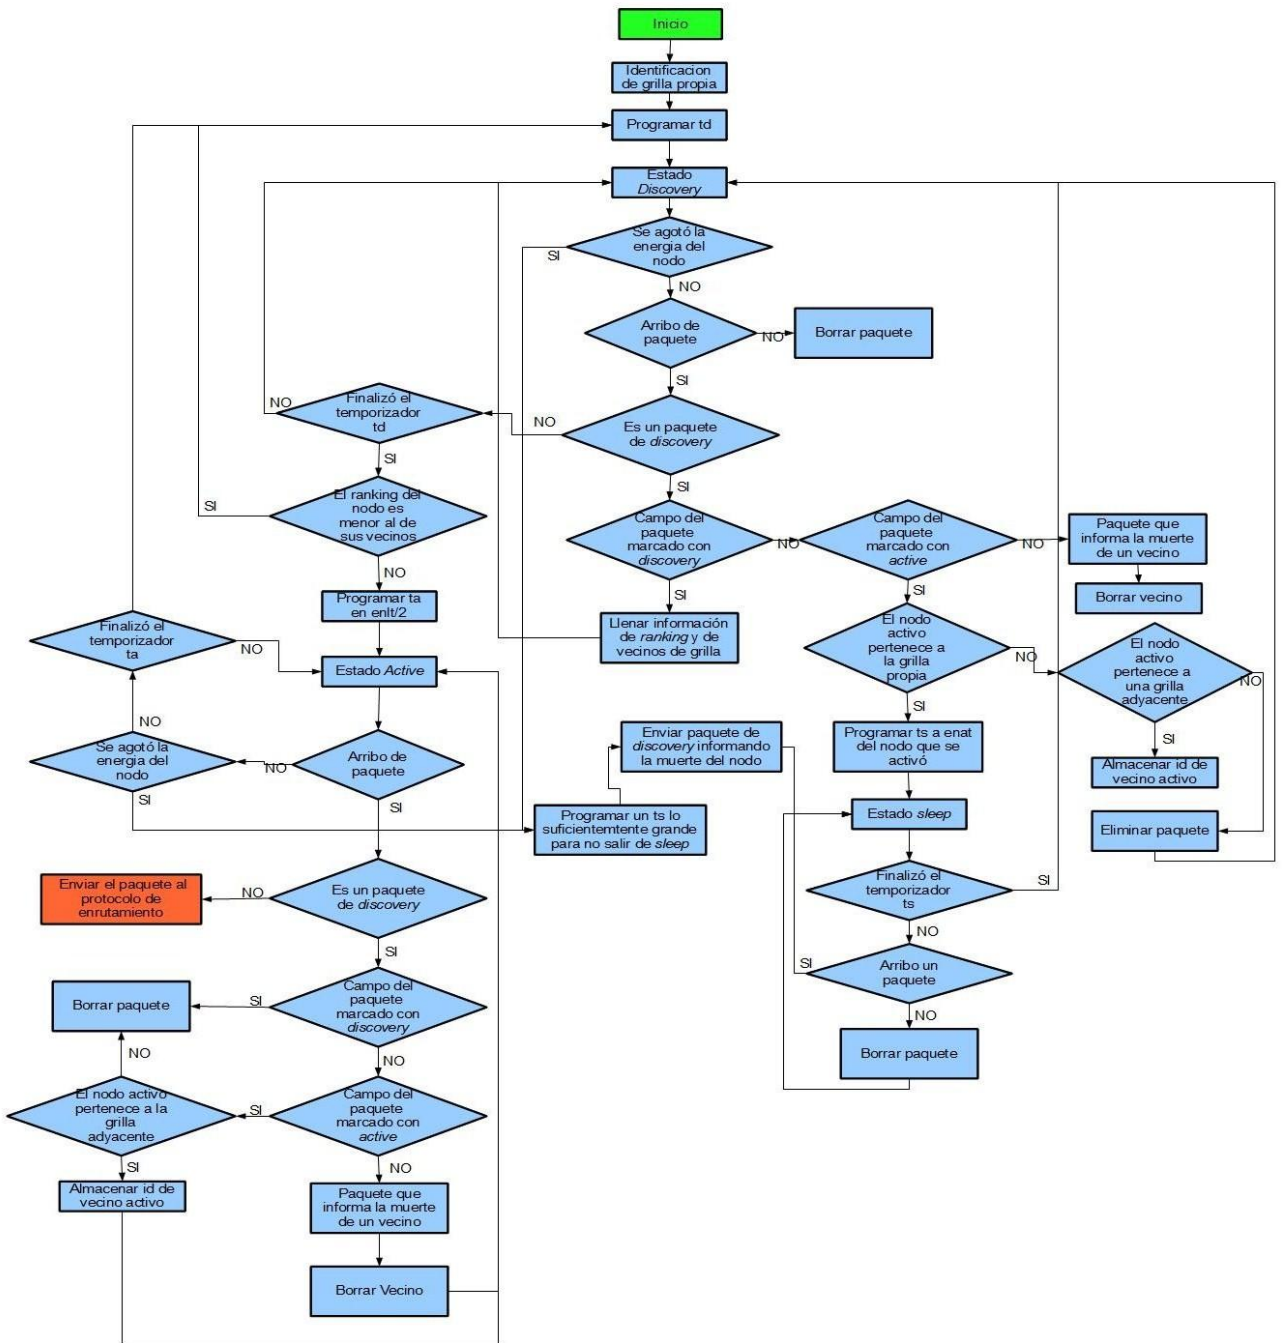 Inicio
Identificacion
de grilla propia
Programar td
Estado
Discovery
Se agotó la
energia del
nodo
SI
NO
Arribo de
paquete
NO
Borrar paquete
SI
Finalizó el
temporizador
td
NO
NO
Es un paquete
de discovery
SI
SI
El ranking del
nodo es
menor al de
sus vecinos
SI
NO
Campo del
paquete
marcado con
discovery
NO
SI
Campo del
paquete
marcado con
active
NO
SI
Paquete que
informa la muerte
de un vecino
Borrar vecino
Programar ta
en enlt/2
Llenar información
de ranking y de
vecinos de grilla
El nodo
activo
pertenece a
la grilla
propia
NO
SI
El nodo
activo
pertenece a
una grilla
adyacente
NO
SI
Finalizó el
temporizador
ta
NO
Estado Active
NO
Se agotó la
energia del
nodo
SI
NO
Arribo de
paquete
SI
Enviar paquete de
discovery informando
la muerte del nodo
Programar ts a enat
del nodo que se
activó
Almacenar id de
vecino activo
Programar un ts lo
suficientemtente grande
para no salir de sleep
Estado sleep
Eliminar paquete
Enviar el paquete al
protocolo de
enrutamiento
NO
Es un paquete
de discovery
SI
Finalizó el
temporizador
ts
SI
NO
Arribo un
paquete
SI
NO
Borrar paquete
Borrar paquete
SI
Campo del
paquete
marcado con
discovery
NO
NO
El nodo activo
pertenece a la
grilla
adyacente
SI
SI
Campo del
paquete
marcado con
active
NO
Almacenar id de
vecino activo
Paquete que
informa la muerte
de un vecino
Borrar Vecino